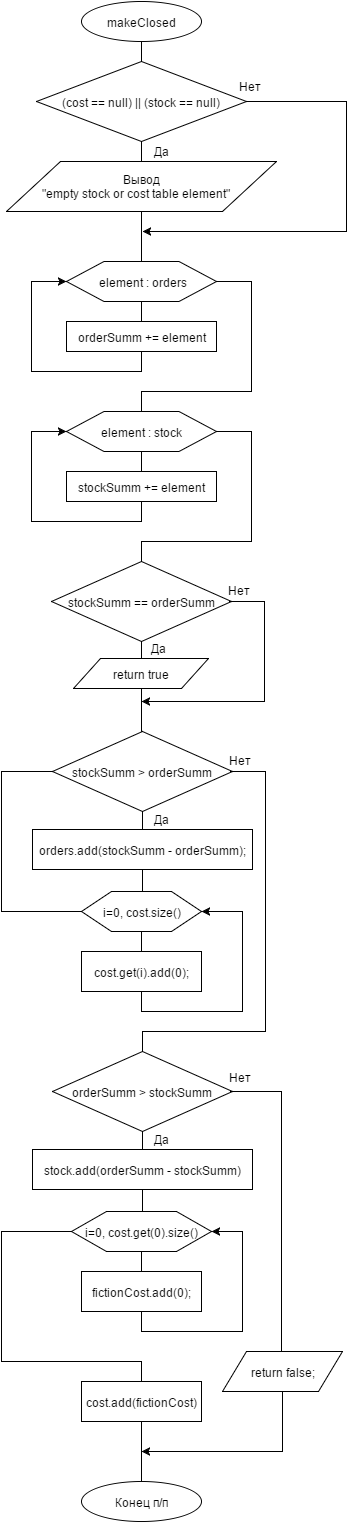 makeClosed
(cost == null) || (stock == null)
Нет
Да
Вывод
"empty stock or cost table element"
element : orders
orderSumm += element
element : stock
stockSumm += element
stockSumm == orderSumm
Нет
Да
return true
stockSumm > orderSumm
Нет
Да
orders.add(stockSumm - orderSumm);
i=0, cost.size()
cost.get(i).add(0);
orderSumm > stockSumm
Нет
Да
stock.add(orderSumm - stockSumm)
i=0, cost.get(0).size()
fictionCost.add(0);
return false;
cost.add(fictionCost)
Конец п/п